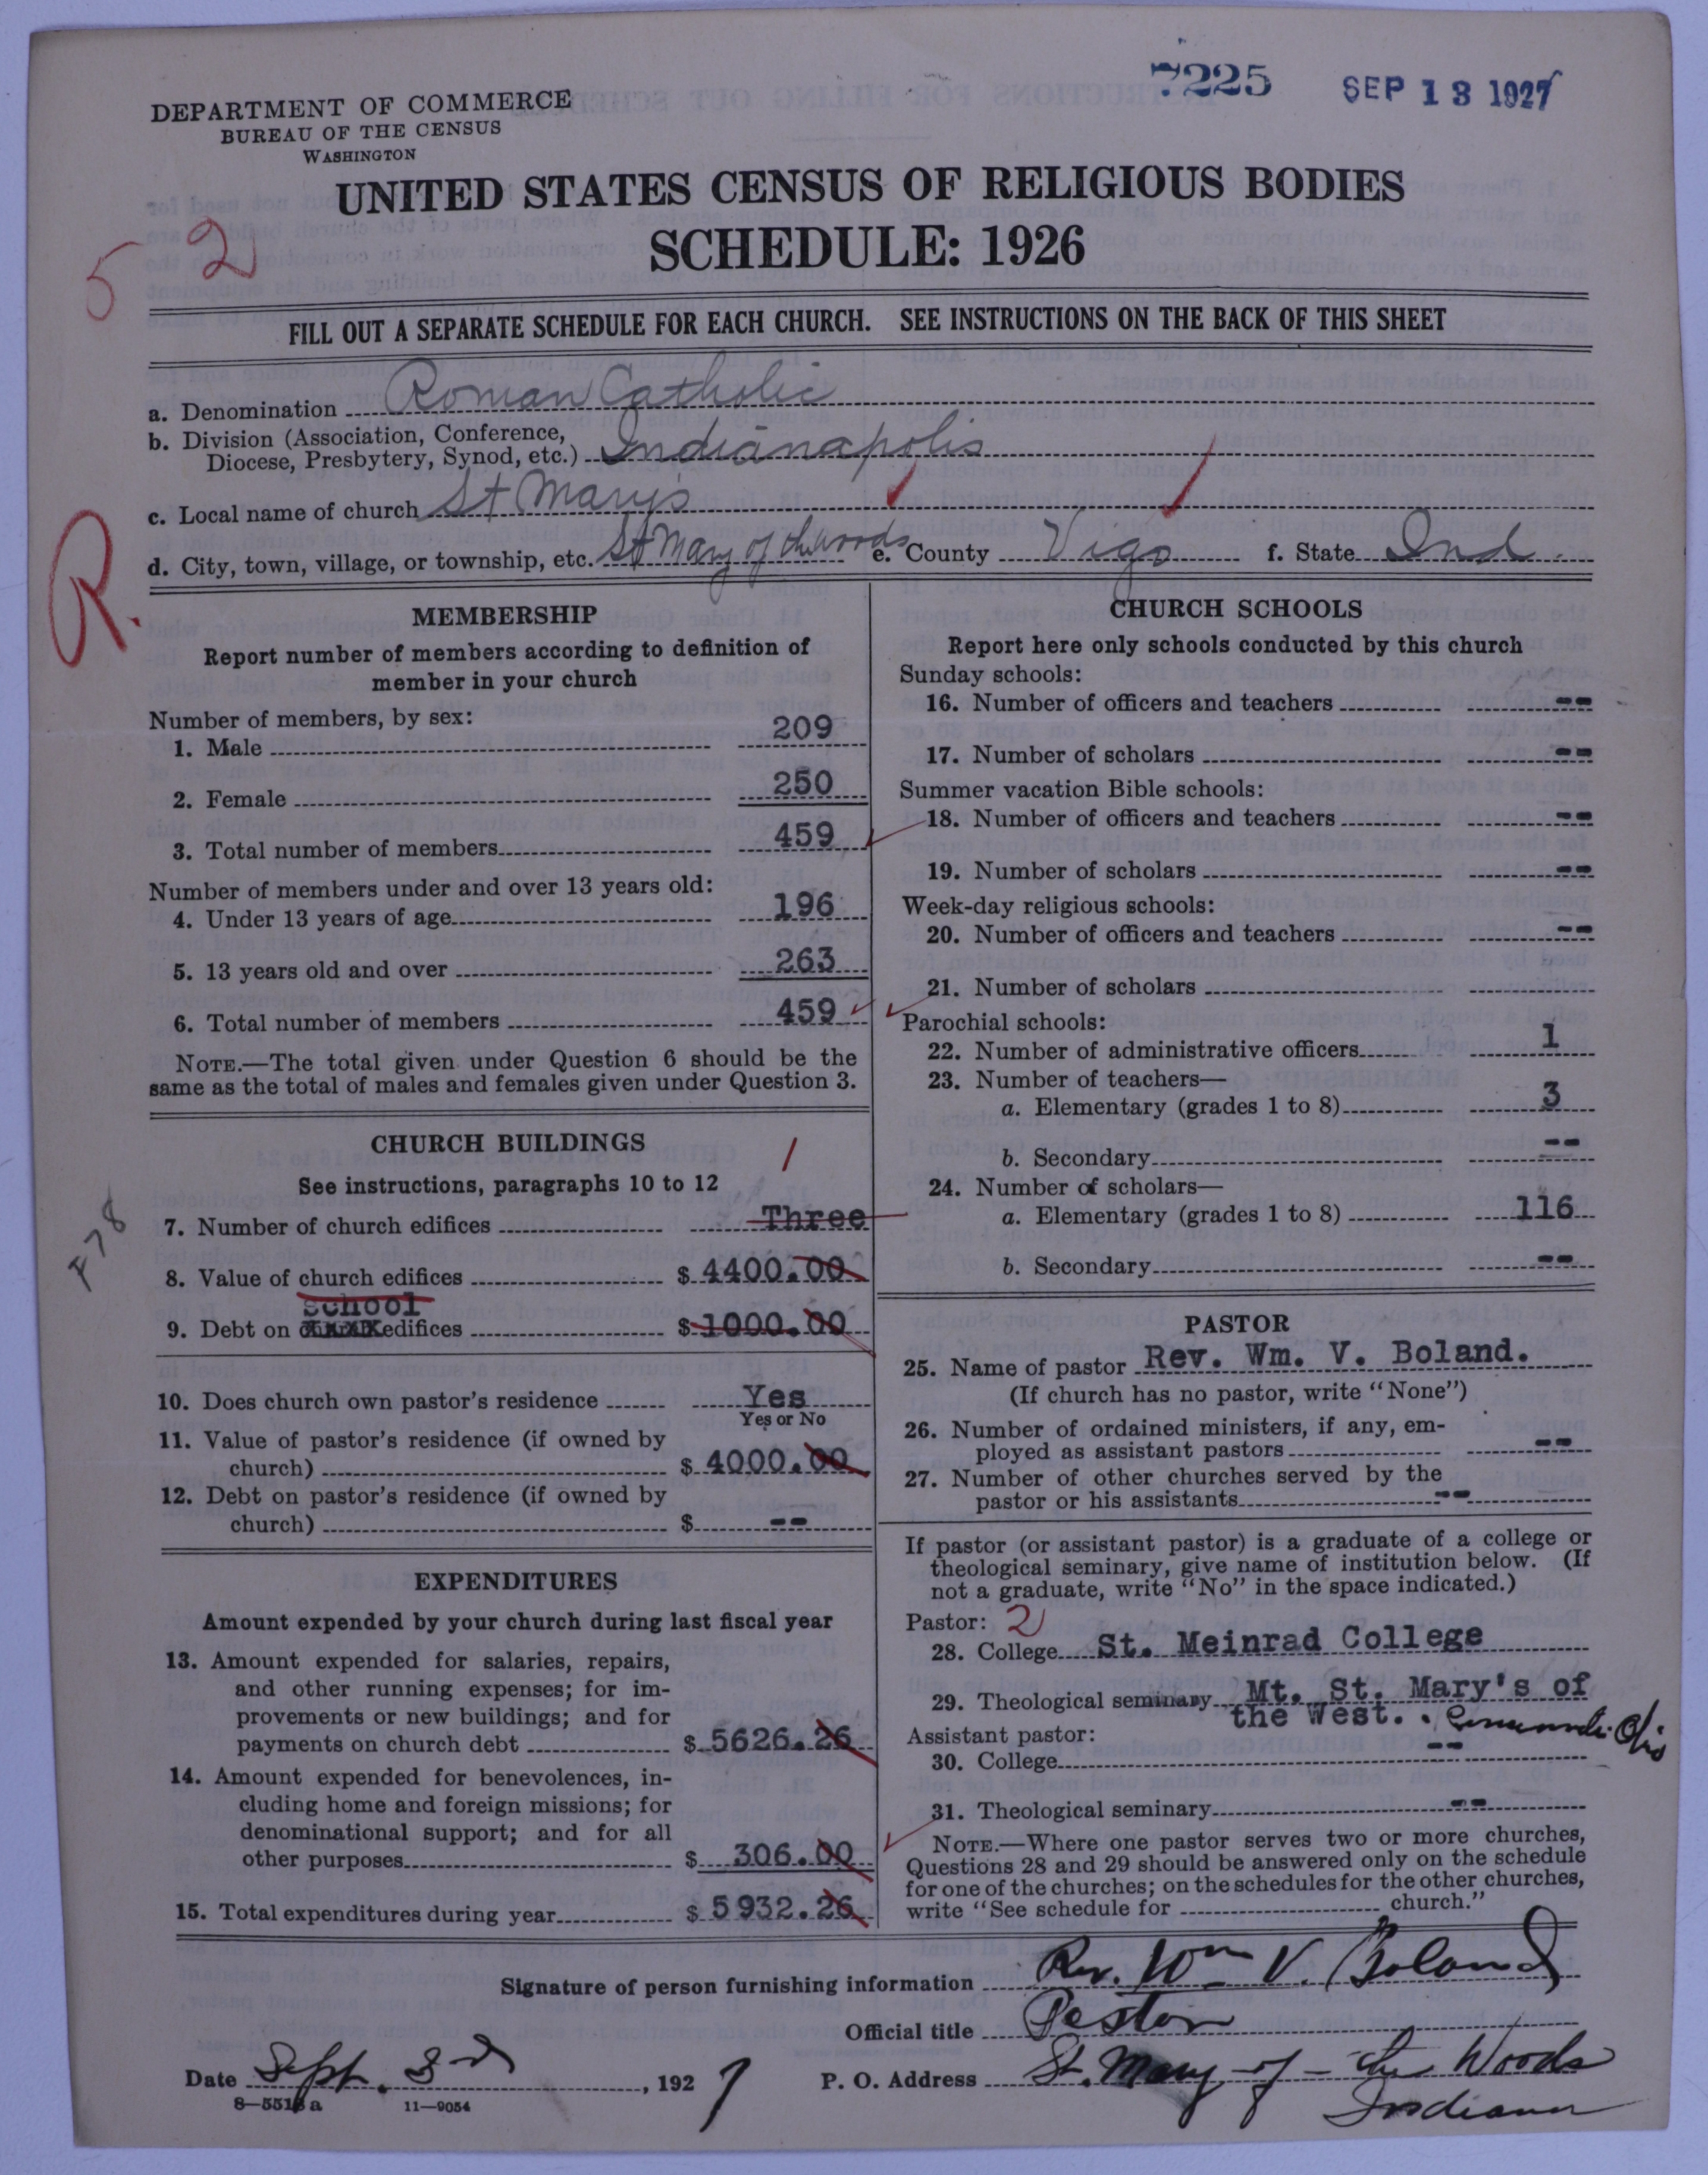 7225 SEP 13 1927
DEPARTMENT OF COMMERCE
BUREAU OF THE CENSUS
WASHINGTON
UNITED STATES CENSUS OF RELIGIOUS BODIES
SCHEDULE: 1926
5 2
FILL OUT A SEPARATE SCHEDULE FOR EACH CHURCH. SEE INSTRUCTIONS ON THE BACK OF THIS SHEET
a. Denomination Roman Catholic
b. Division (Association, Conference,
Diocese, Presbytery, Synod, etc.) Indianapolis
c. Local name of church St Mary's
d. City, town, village, or township, etc. St Mary of the woods e. County Vigo f. State Ind.
R.
MEMBERSHIP
Report number of members according to definition of
member in your church
Number of members, by sex:
1. Male 209
2. Female 250
3. Total number of members 459
Number of members under and over 13 years old:
4. Under 13 years of age 196
5. 13 years old and over 263
6. Total number of members 459
NOTE.—The total given under Question 6 should be the
same as the total of males and females given under Question 3.
CHURCH BUILDINGS
1
See instructions, paragraphs 10 to 12
F78
7. Number of church edifices Three
8. Value of church edifices $4400.00
School
9. Debt on edifices $1000.00
10. Does church own pastor's residence Yes
Yes or No
11. Value of pastor's residence (if owned by
church) $4000.00
12. Debt on pastor's residence (if owned by
church) $ --
EXPENDITURES
Amount expended by your church during last fiscal year
13. Amount expended for salaries, repairs,
and other running expenses; for im-
provements or new buildings; and for
payments on church debt $5626.26
14. Amount expended for benevolences, in-
cluding home and foreign missions; for
denominational support; and for all
other purposes $ 306.00
15. Total expenditures during year $5932.26
CHURCH SCHOOLS
Report here only schools conducted by this church
Sunday schools:
16. Number of officers and teachers --
17. Number of scholars --
Summer vacation Bible schools:
18. Number of officers and teachers --
19. Number of scholars --
Week-day religious schools:
20. Number of officers and teachers --
21. Number of scholars
Parochial schools:
22. Number of administrative officers 1
23. Number of teachers—
a. Elementary (grades 1 to 8) 3
b. Secondary --
24. Number of scholars—
a. Elementary (grades 1 to 8) 116
b. Secondary --
PASTOR
25. Name of pastor Rev. Wm. V. Boland.
(If church has no pastor, write "None")
26. Number of ordained ministers, if any, em-
ployed as assistant pastors --
27. Number of other churches served by the
pastor or his assistants --
If pastor (or assistant pastor) is a graduate of a college or
theological seminary, give name of institution below. (If
not a graduate, write "No" in the space indicated.)
Pastor: 2
28. College St. Meinrad College
29. Theological seminary Mt. St. Mary's of
the West.
Assistant pastor:
30. College --
31. Theological seminary --
NOTE.—Where one pastor serves two or more churches,
Questions 28 and 29 should be answered only on the schedule
for one of the churches; on the schedules for the other churches,
write "See schedule for church."
Signature of person furnishing information Rev. Wm V. Boland
Official title Pastor
Date Sept. 3rd, 1927 P. O. Address St. Mary-of-the Woods
Indiana
8-551 a 11-9054